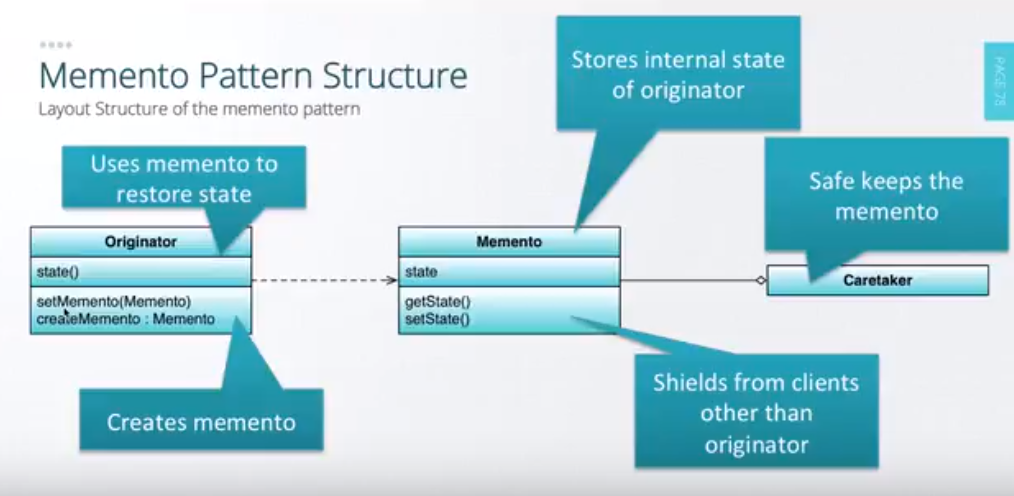 Memento Pattern Structure
Layout Structure of the memento pattern
Stores internal state
of originator
PAGE 78
Uses memento to
restore state
Safe keeps the
memento
Originator
state()
setMemento(Memento)
createMemento : Memento
Memento
state
getState()
setState()
Caretaker
Creates memento
Shields from clients
other than
originator